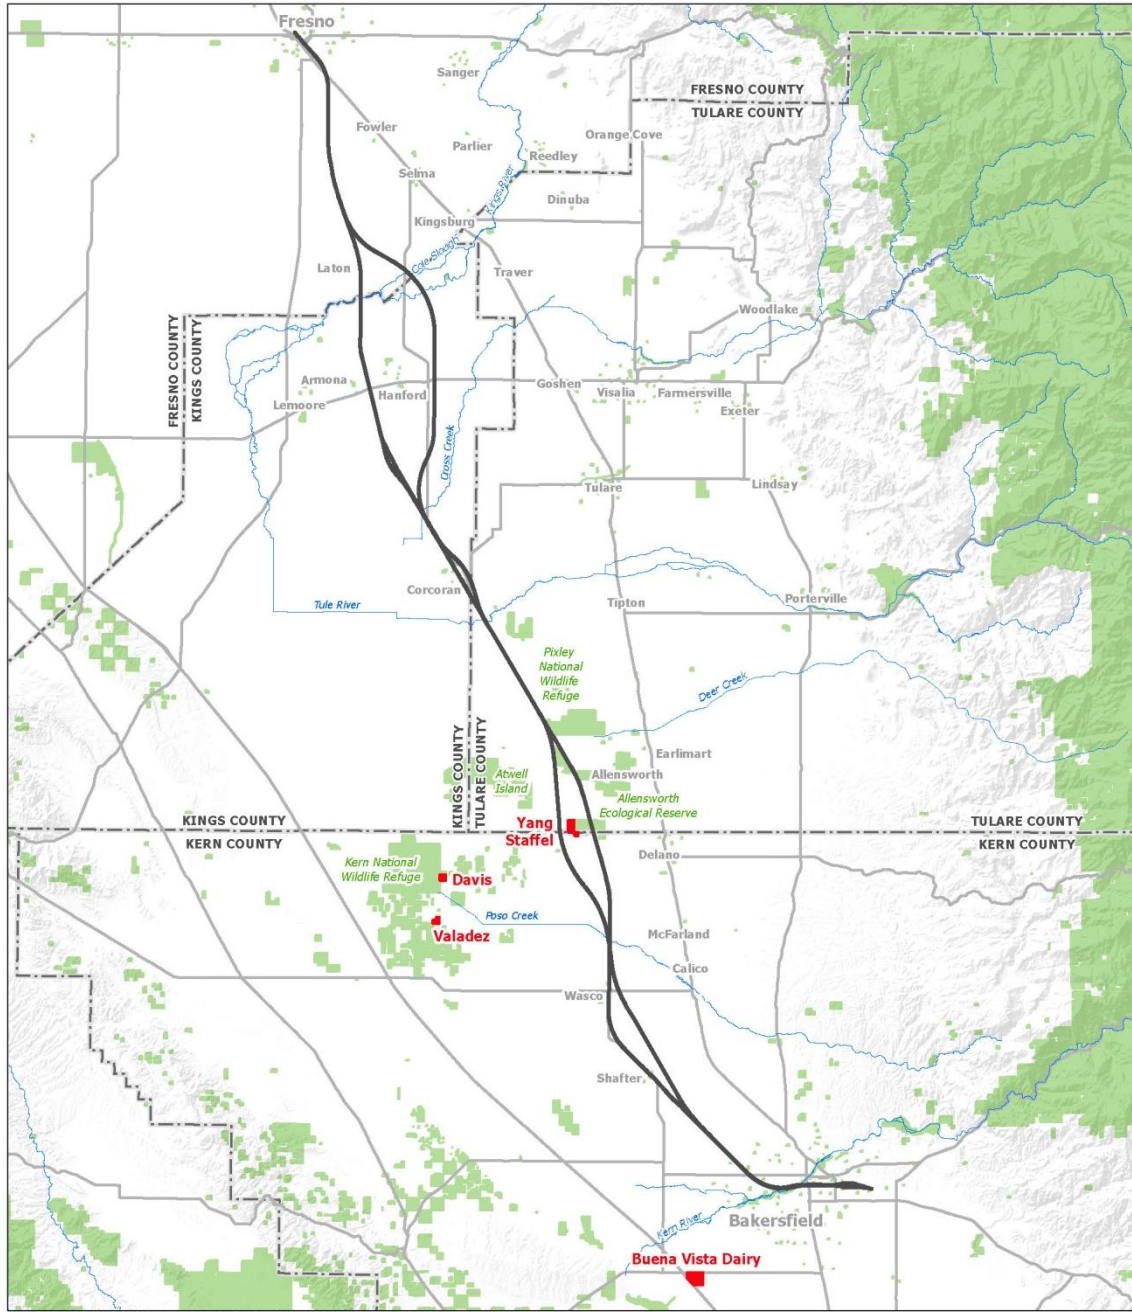 Fresno
Sanger
FRESNO COUNTY
TULARE COUNTY
Fowler
Orange Cove
Parlier
Reedley
Selma
Kings River
Dinuba
Kingsburg
Cole Slough
Laton
Traver
Woodlake
FRESNO COUNTY
KINGS COUNTY
Armona
Hanford
Goshen
Visalia
Farmersville
Lemoore
Exeter
Cross Creek
Tulare
Lindsay
Corcoran
Tule River
Tipton
Porterville
Pixley
National
Wildlife
Refuge
Deer Creek
KINGS COUNTY
TULARE COUNTY
Earlimart
Atwell
Island
Allensworth
Allensworth
Ecological Reserve
KINGS COUNTY
KERN COUNTY
Yang
Staffel
TULARE COUNTY
KERN COUNTY
Delano
Kern National
Wildlife Refuge
Davis
Poso Creek
Valadez
McFarland
Calico
Wasco
Shafter
Kern River
Bakersfield
Buena Vista Dairy